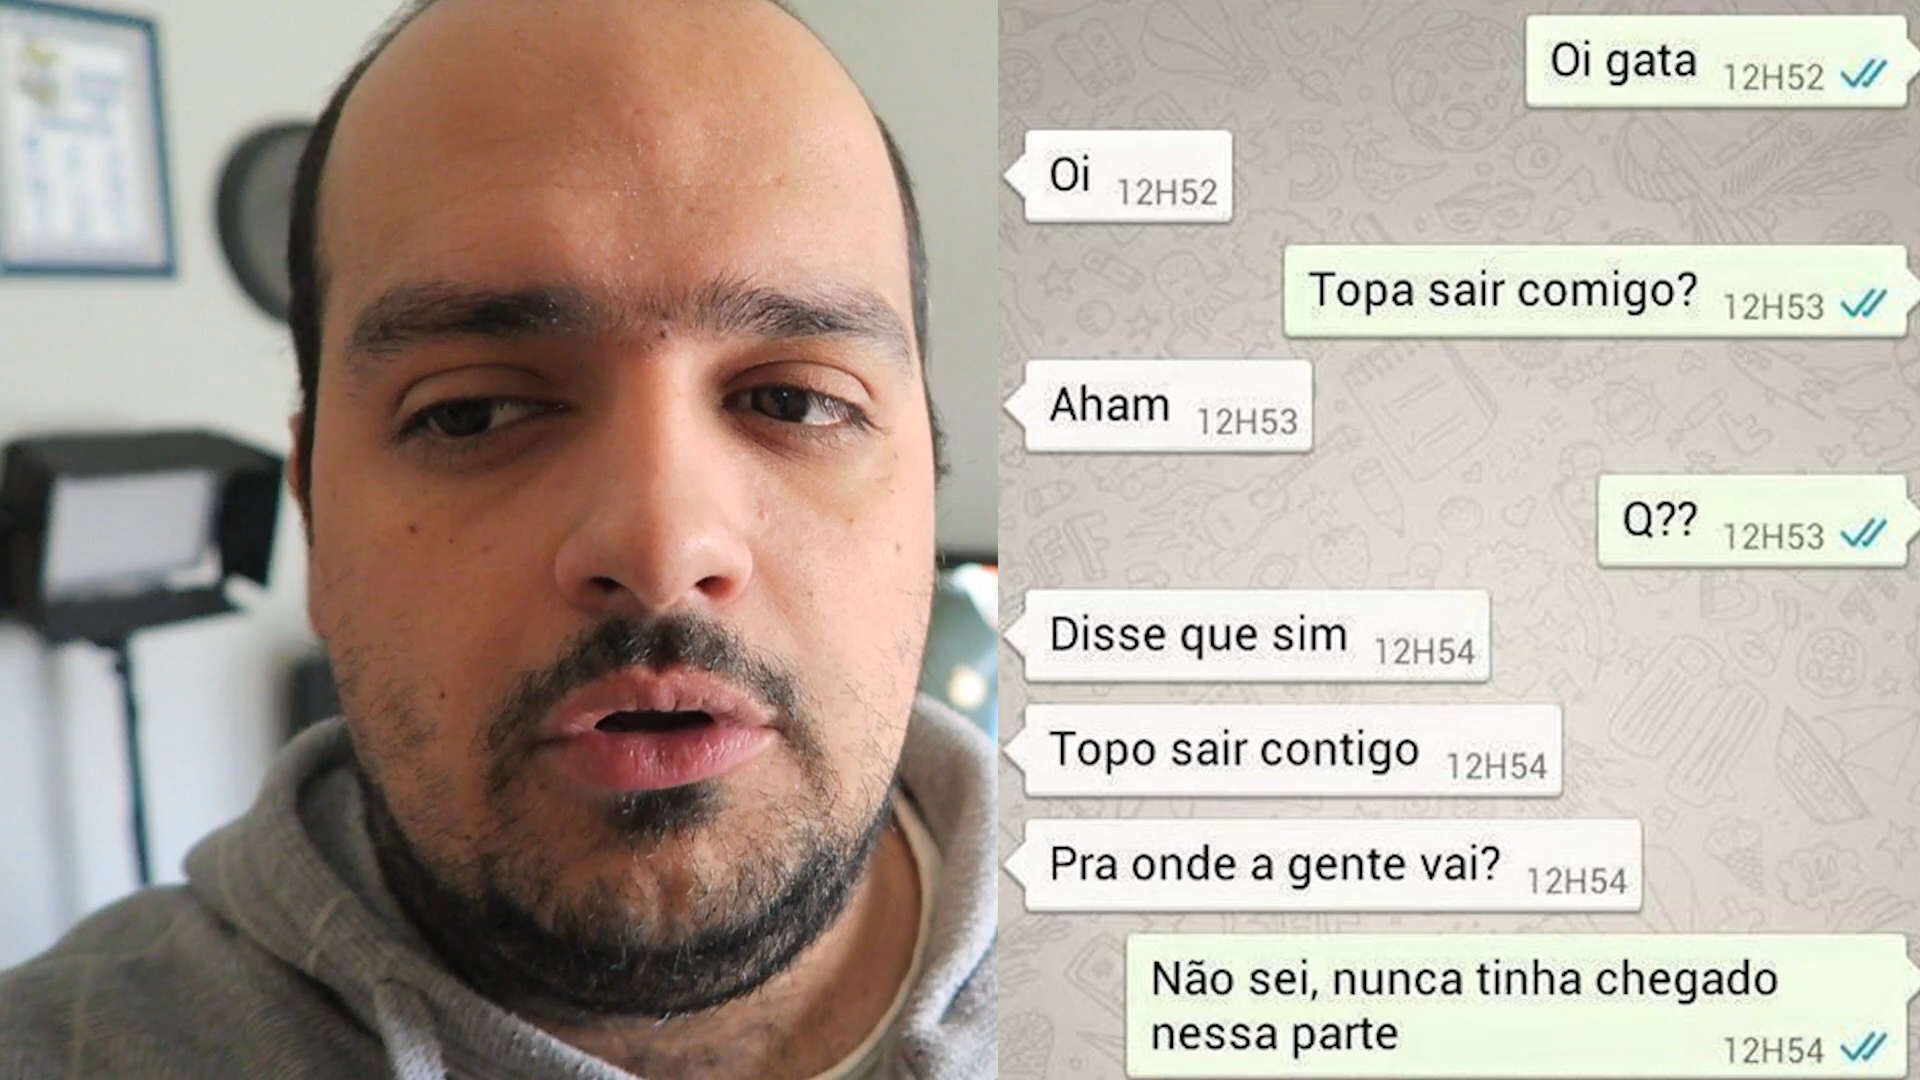 Oi gata 12H52
Oi 12H52
Topa sair comigo? 12H53
Aham 12H53
Q?? 12H53
Disse que sim 12H54
Topo sair contigo 12H54
Pra onde a gente vai? 12H54
Não sei, nunca tinha chegado
nessa parte 12H54